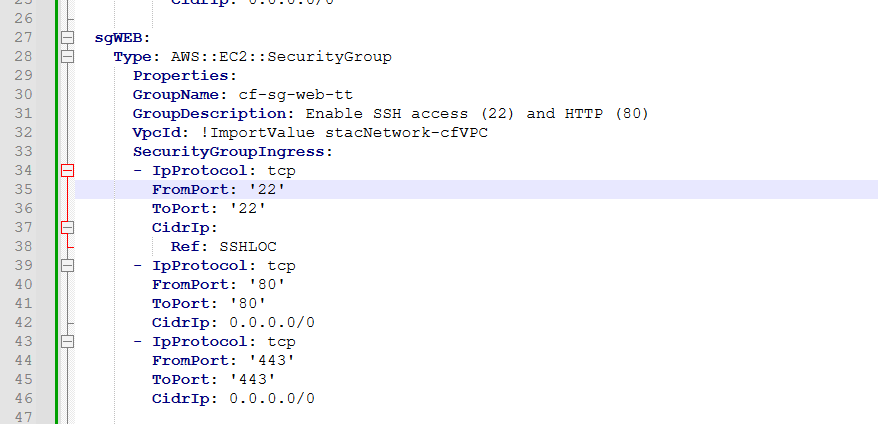 25 CidrIp: 0.0.0.0/0
26
27 sgWEB:
28 Type: AWS::EC2::SecurityGroup
29 Properties:
30 GroupName: cf-sg-web-tt
31 GroupDescription: Enable SSH access (22) and HTTP (80)
32 VpcId: !ImportValue stacNetwork-cfVPC
33 SecurityGroupIngress:
34 - IpProtocol: tcp
35 FromPort: '22'
36 ToPort: '22'
37 CidrIp:
38 Ref: SSHLOC
39 - IpProtocol: tcp
40 FromPort: '80'
41 ToPort: '80'
42 CidrIp: 0.0.0.0/0
43 - IpProtocol: tcp
44 FromPort: '443'
45 ToPort: '443'
46 CidrIp: 0.0.0.0/0
47